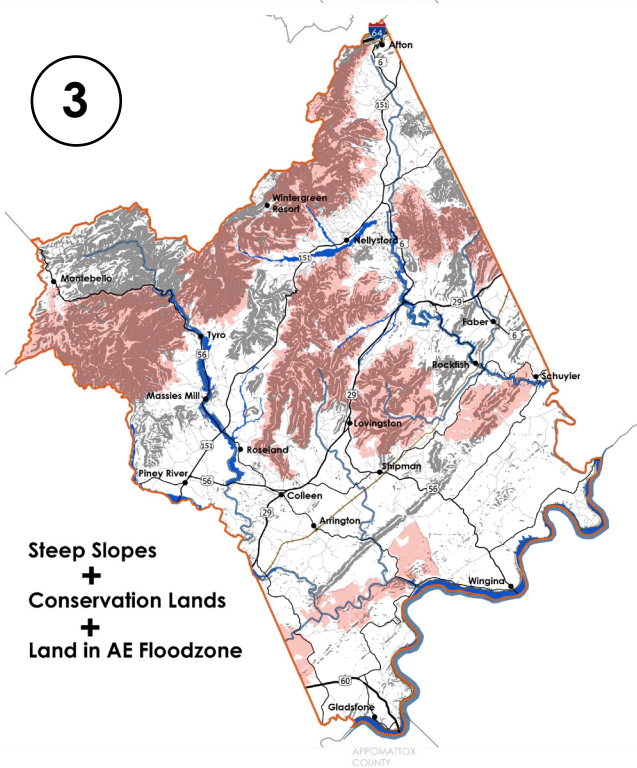 64
Afton
6
151
3
Wintergreen
Resort
Nellysford
6
151
Montebello
29
Faber
6
Tyro
56
Rockfish
Schuyler
29
Massies Mill
Lovingston
151
Roseland
Shipman
Piney River
56
56
Colleen
29
Arrington
Steep Slopes
+
Conservation Lands
+
Land in AE Floodzone
Wingina
60
Gladstone
APPOMATTOX
COUNTY